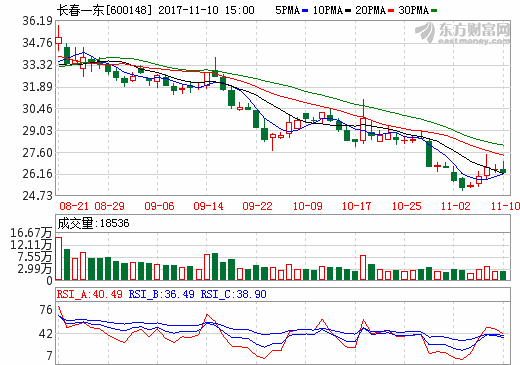 长春一东[600148] 2017-11-10 15:00 5PMA 10PMA 20PMA 30PMA
东方财富网
eastmoney.com
36.19
34.76
33.32
31.89
30.46
29.03
27.60
26.16
24.73
08-21 08-29 09-06 09-14 09-22 10-09 10-17 10-25 11-02 11-10
成交量:18536
16.67万
12.11万
7.55万
2.99万
0
RSI_A:40.49 RSI_B:36.49 RSI_C:38.90
76
42
7